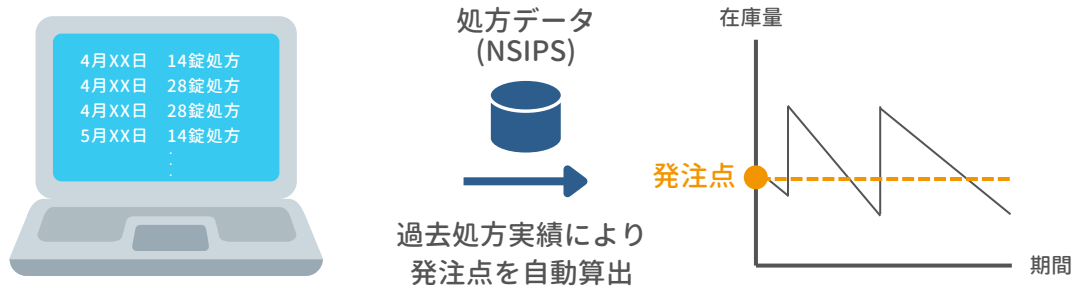 4月XX日 14錠処方
4月XX日 28錠処方
4月XX日 28錠処方
5月XX日 14錠処方
.
.
.
処方データ
(NSIPS)
過去処方実績により
発注点を自動算出
在庫量
発注点
期間